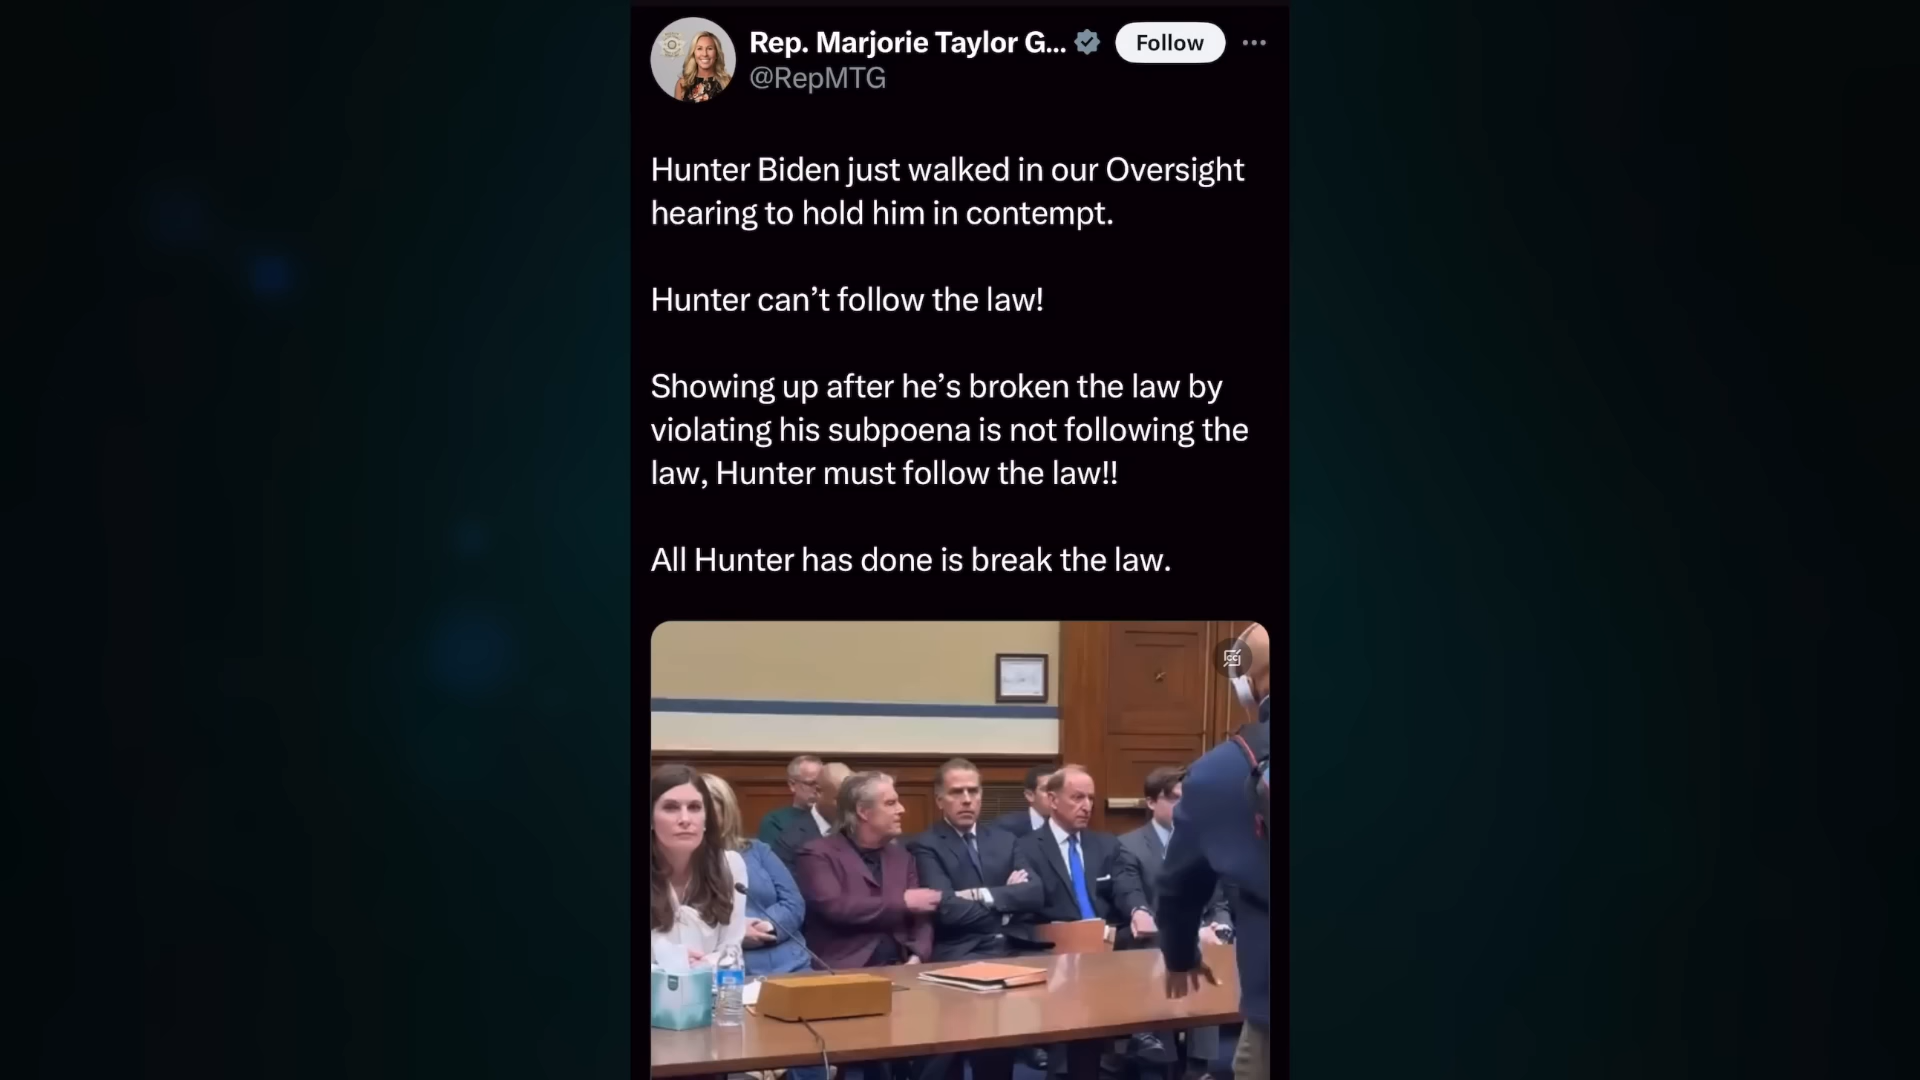 Rep. Marjorie Taylor G...
Follow
@RepMTG
Hunter Biden just walked in our Oversight
hearing to hold him in contempt.
Hunter can’t follow the law!
Showing up after he’s broken the law by
violating his subpoena is not following the
law, Hunter must follow the law!!
All Hunter has done is break the law.